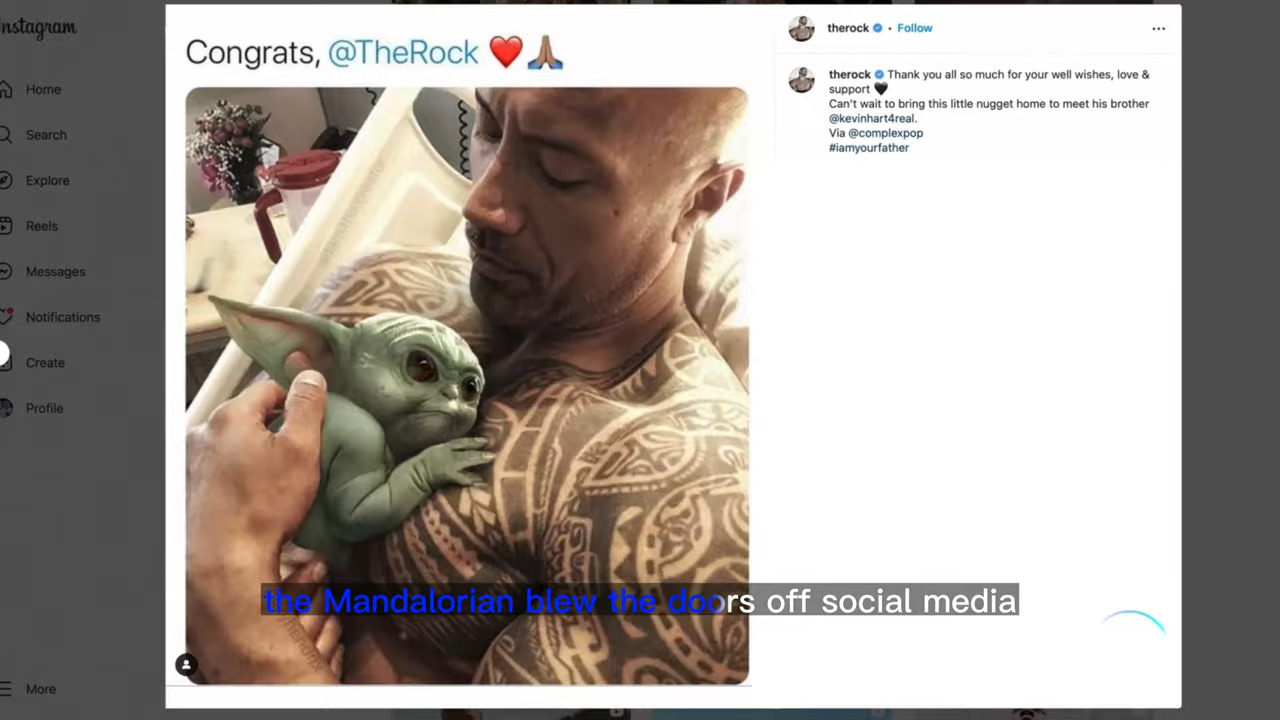 Instagram
Home
Search
Explore
Reels
Messages
Notifications
Create
Profile
More
Congrats, @TheRock ❤️🙏🏽
therock • Follow
therock Thank you all so much for your well wishes, love &
support 🖤
Can't wait to bring this little nugget home to meet his brother
@kevinhart4real.
Via @complexpop
#iamyourfather
the Mandalorian blew the doors off social media